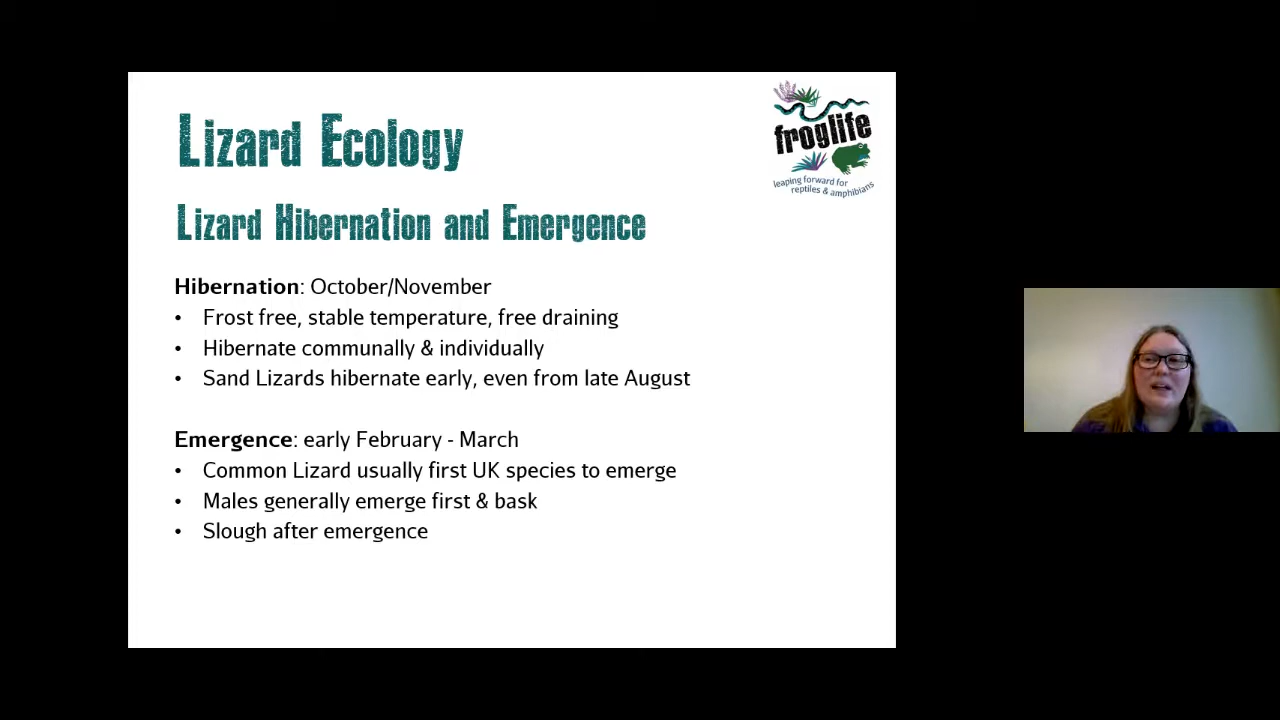 Lizard Ecology
froglife
leaping forward for
reptiles & amphibians
Lizard Hibernation and Emergence
Hibernation: October/November
• Frost free, stable temperature, free draining
• Hibernate communally & individually
• Sand Lizards hibernate early, even from late August
Emergence: early February - March
• Common Lizard usually first UK species to emerge
• Males generally emerge first & bask
• Slough after emergence